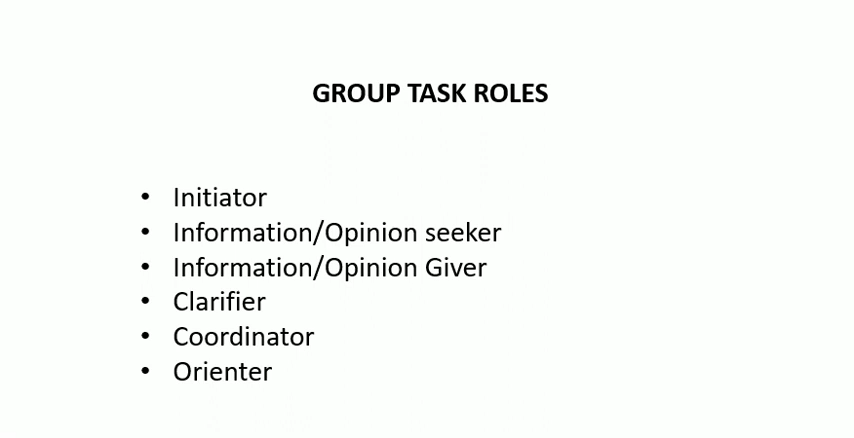 GROUP TASK ROLES
• Initiator
• Information/Opinion seeker
• Information/Opinion Giver
• Clarifier
• Coordinator
• Orienter